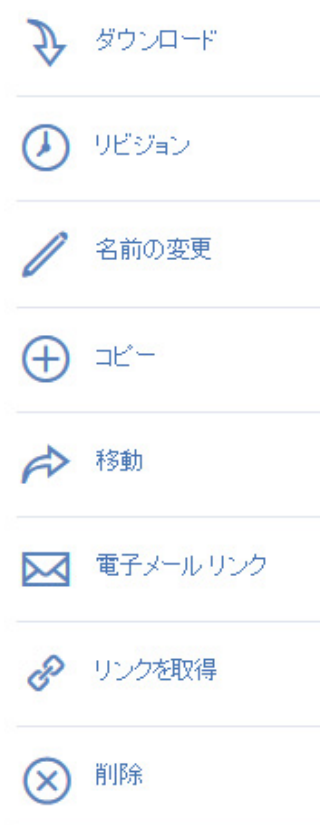 ダウンロード
リビジョン
名前の変更
コピー
移動
電子メール リンク
リンクを取得
削除